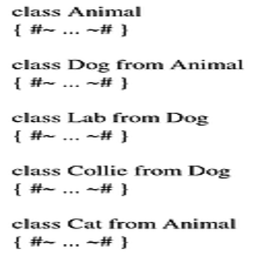 class Animal
{ #~ ... ~# }
class Dog from Animal
{ #~ ... ~# }
class Lab from Dog
{ #~ ... ~# }
class Collie from Dog
{ #~ ... ~# }
class Cat from Animal
{ #~ ... ~# }